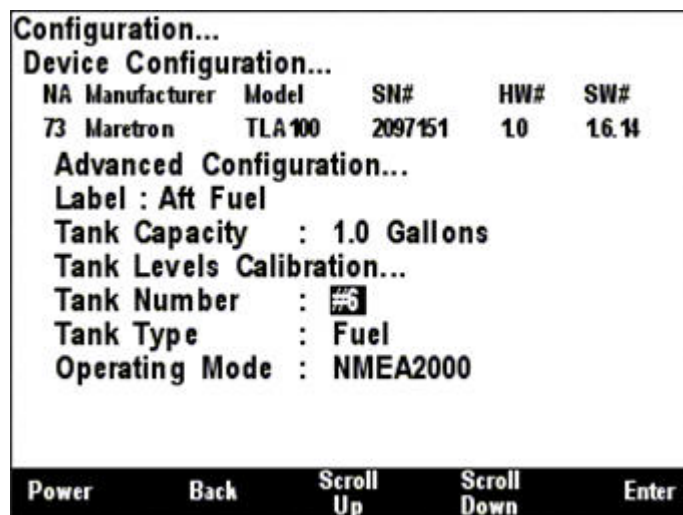 Configuration...
Device Configuration...
NA Manufacturer Model SN# HW# SW#
73 Maretron TLA100 2097151 1.0 1.6.14
Advanced Configuration...
Label : Aft Fuel
Tank Capacity : 1.0 Gallons
Tank Levels Calibration...
Tank Number : #6
Tank Type : Fuel
Operating Mode : NMEA2000
Power Back Scroll Up Scroll Down Enter